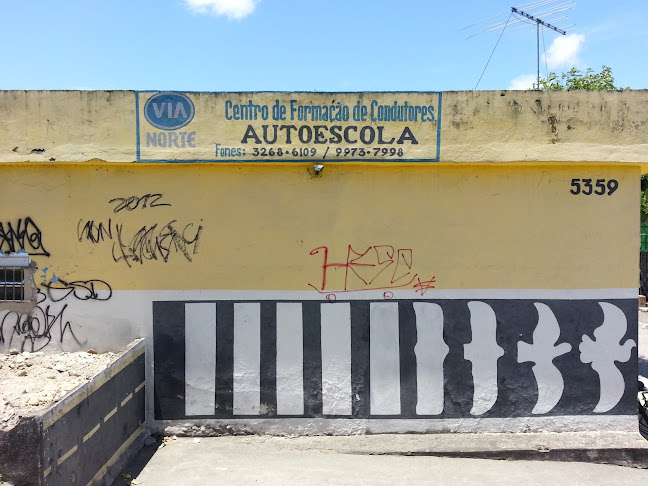 VIA
NORTE
Centro de Formação de Condutores
AUTOESCOLA
Fones: 3268-6109 / 9973-7998
5359
2012